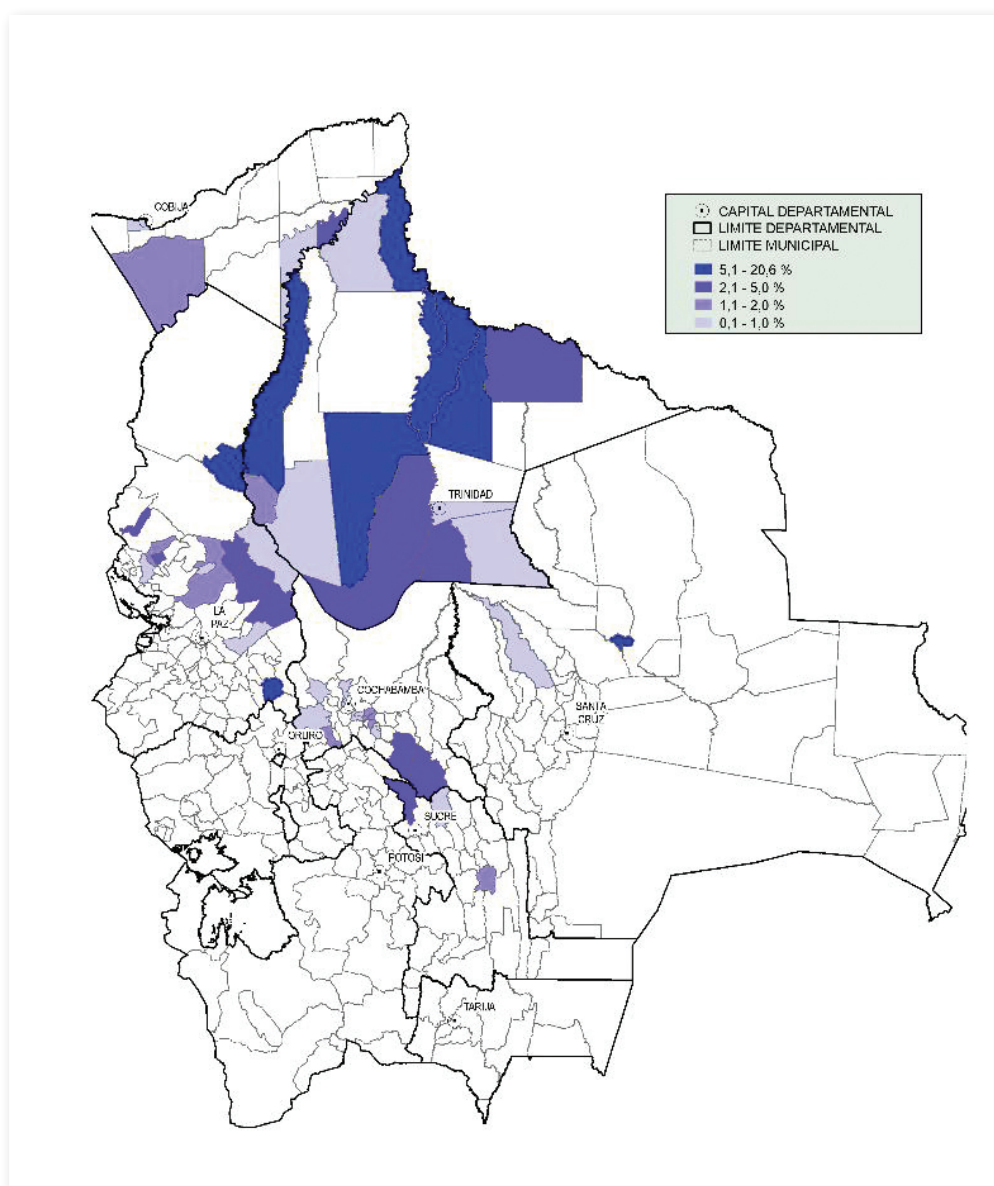 COBIJA
CAPITAL DEPARTAMENTAL
LIMITE DEPARTAMENTAL
LIMITE MUNICIPAL
5,1 - 20,6 %
2,1 - 5,0 %
1,1 - 2,0 %
0,1 - 1,0 %
TRINIDAD
LA
PAZ
COCHABAMBA
SANTA
CRUZ
ORURO
SUCRE
POTOSI
TARIJA